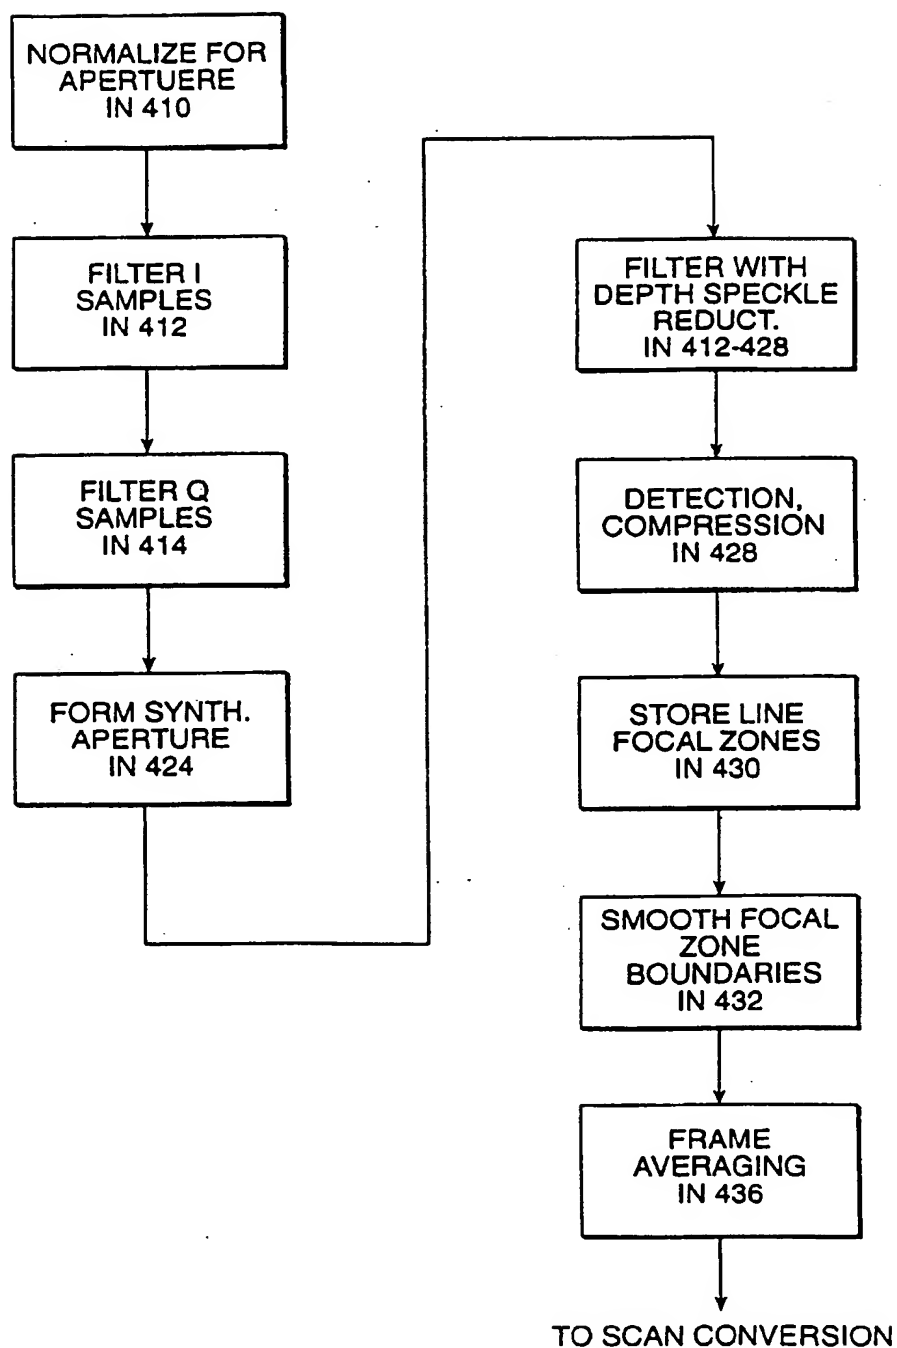 NORMALIZE FOR
APERTUERE
IN 410
FILTER I
SAMPLES
IN 412
FILTER Q
SAMPLES
IN 414
FORM SYNTH.
APERTURE
IN 424
FILTER WITH
DEPTH SPECKLE
REDUCT.
IN 412-428
DETECTION,
COMPRESSION
IN 428
STORE LINE
FOCAL ZONES
IN 430
SMOOTH FOCAL
ZONE
BOUNDARIES
IN 432
FRAME
AVERAGING
IN 436
TO SCAN CONVERSION